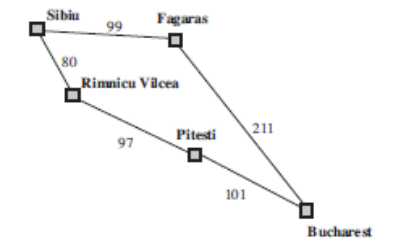 Sibiu
Fagaras
99
80
Rimnicu Vilcea
97
Pitesti
211
101
Bucharest